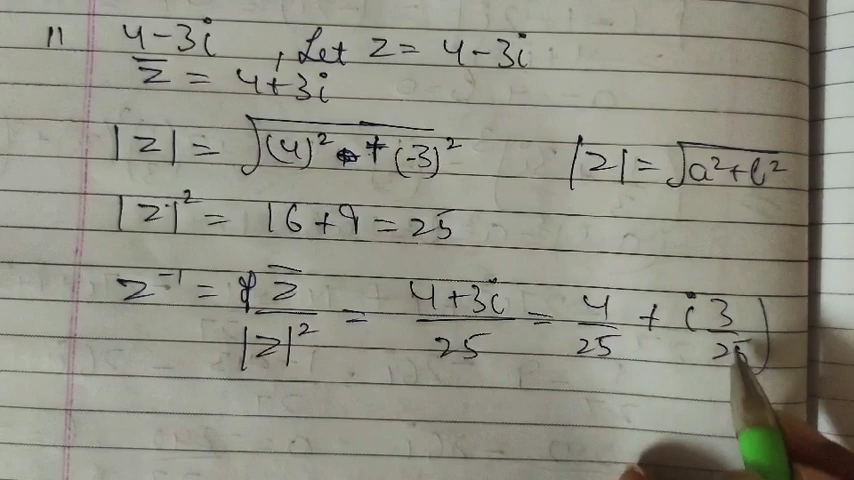 11 4-3i , Let z = 4-3i
z̅ = 4+3i
|z| = √(4)² + (-3)² |z| = √a²+b²
|z|² = 16+9 = 25
z⁻¹ = z̅/|z|² = 4+3i/25 = 4/25 + i 3/25)